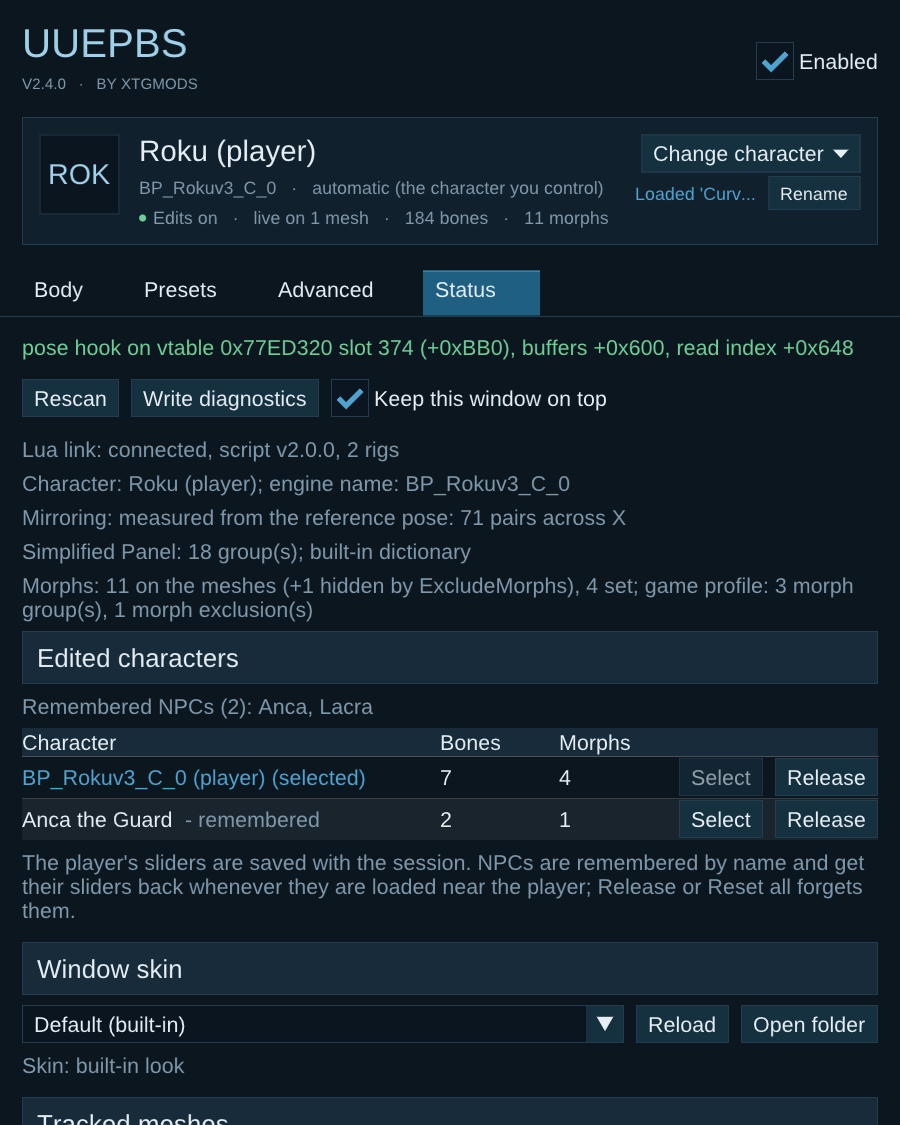 UUEPBS
V2.4.0 · BY XTGMODS
Enabled
ROK
Roku (player)
BP_Rokuv3_C_0 · automatic (the character you control)
Edits on · live on 1 mesh · 184 bones · 11 morphs
Change character
Loaded 'Curv...
Rename
Body
Presets
Advanced
Status
pose hook on vtable 0x77ED320 slot 374 (+0xBB0), buffers +0x600, read index +0x648
Rescan
Write diagnostics
Keep this window on top
Lua link: connected, script v2.0.0, 2 rigs
Character: Roku (player); engine name: BP_Rokuv3_C_0
Mirroring: measured from the reference pose: 71 pairs across X
Simplified Panel: 18 group(s); built-in dictionary
Morphs: 11 on the meshes (+1 hidden by ExcludeMorphs), 4 set; game profile: 3 morph
group(s), 1 morph exclusion(s)
Edited characters
Remembered NPCs (2): Anca, Lacra
Character Bones Morphs
BP_Rokuv3_C_0 (player) (selected) 7 4 Select Release
Anca the Guard - remembered 2 1 Select Release
The player's sliders are saved with the session. NPCs are remembered by name and get
their sliders back whenever they are loaded near the player; Release or Reset all forgets
them.
Window skin
Default (built-in)
Reload
Open folder
Skin: built-in look
Tracked meshes